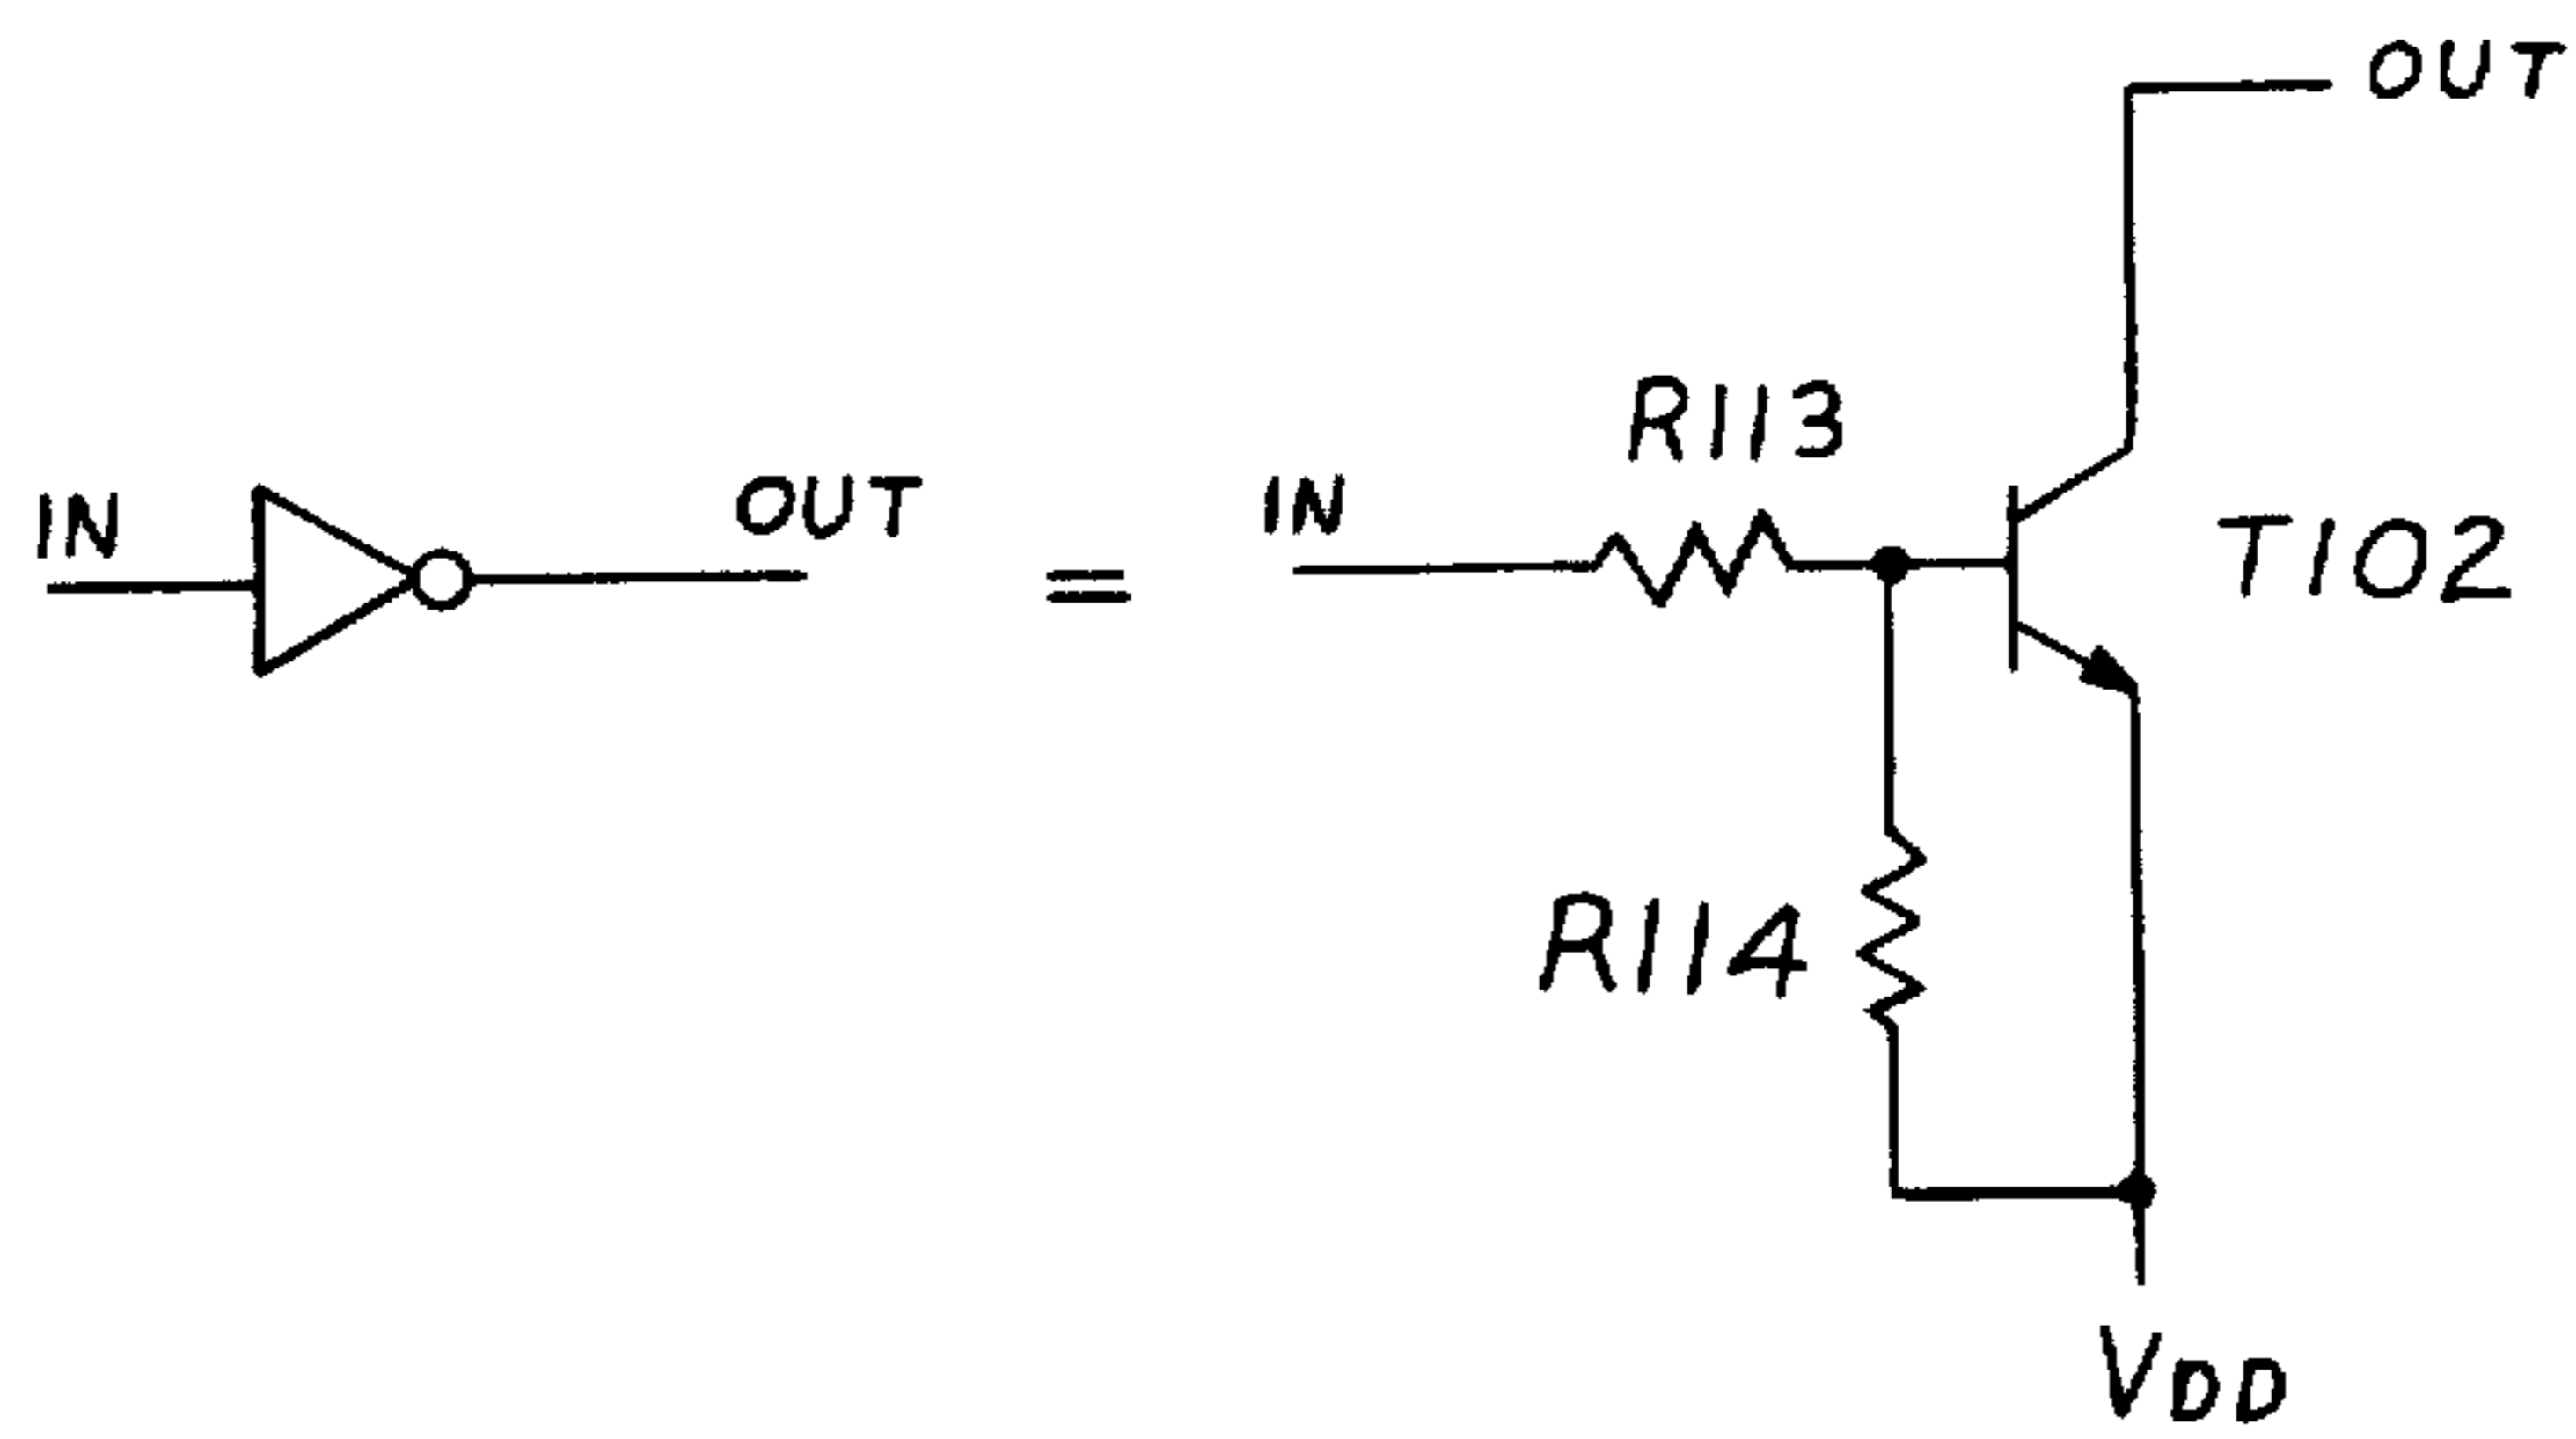 OUT
R113
IN
OUT
=
IN
T102
R114
VDD